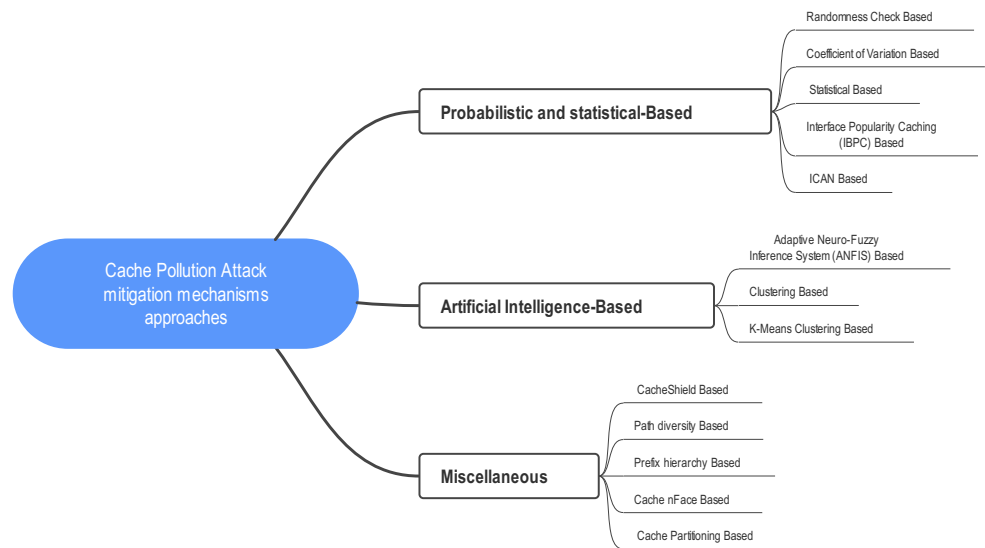 Cache Pollution Attack
mitigation mechanisms
approaches
Probabilistic and statistical-Based
Randomness Check Based
Coefficient of Variation Based
Statistical Based
Interface Popularity Caching
(IBPC) Based
ICAN Based
Artificial Intelligence-Based
Adaptive Neuro-Fuzzy
Inference System (ANFIS) Based
Clustering Based
K-Means Clustering Based
Miscellaneous
CacheShield Based
Path diversity Based
Prefix hierarchy Based
Cache nFace Based
Cache Partitioning Based